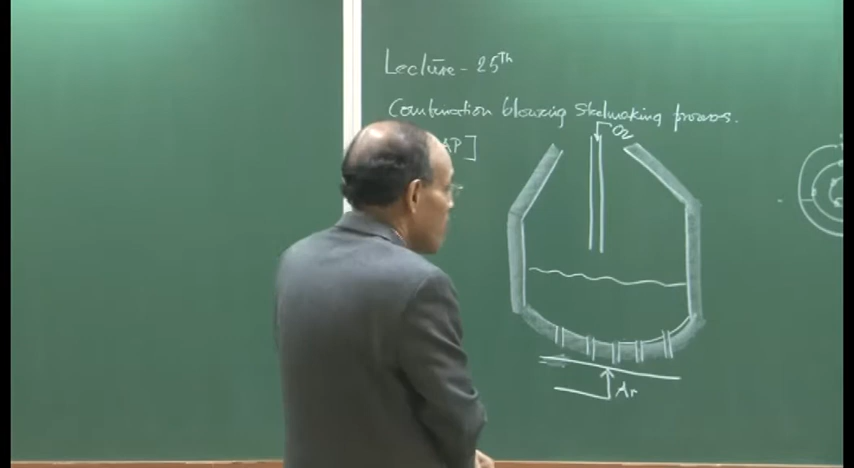 Lecture - 25Th
Combination blowing Steelmaking process.
AP]
O2
Ar